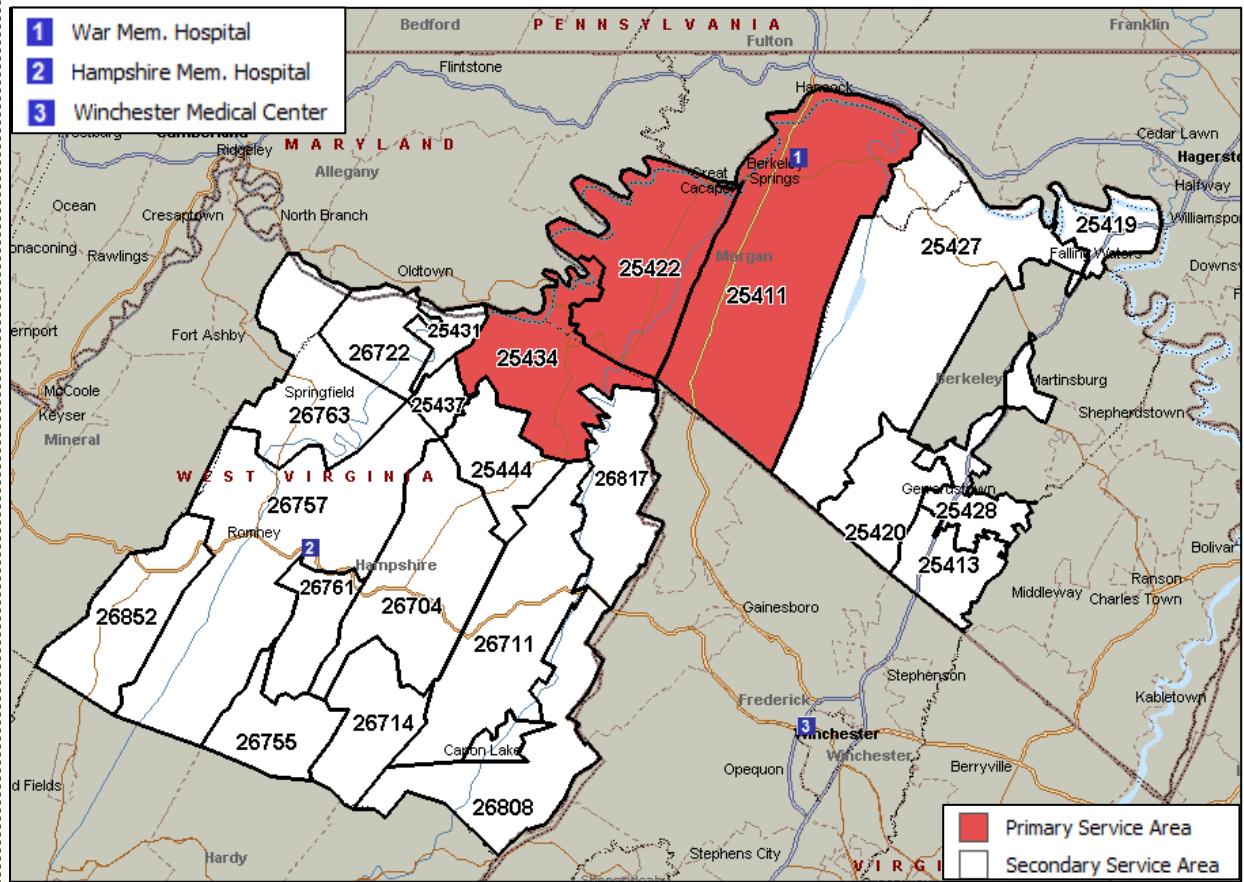 1 War Mem. Hospital
2 Hampshire Mem. Hospital
3 Winchester Medical Center
Bedford
PENNSYLVANIA
Franklin
Fulton
Flintstone
Hancock
Cedar Lawn
Ridgeley
MARYLAND
Allegany
1
Berkeley
Springs
Great
Cacapon
Halfway
Ocean
Cresaptown
North Branch
25419
Rawlings
25427
Falling Waters
Oldtown
25422
Morgan
25411
Fort Ashby
25431
26722
25434
Springfield
McCoole
26763
25437
Berkeley
Martinsburg
Keyser
Mineral
Shepherdstown
WEST VIRGINIA
25444
26817
26757
Gerrardstown
25428
Romney
2
25420
25413
Hampshire
26761
26704
Middleway
Ranson
Charles Town
Gainesboro
26852
26711
Stephenson
Kabletown
Frederick
26714
3
Winchester
26755
Capon Lake
Winchester
Opequon
Berryville
26808
Stephens City
Hardy
Primary Service Area
Secondary Service Area